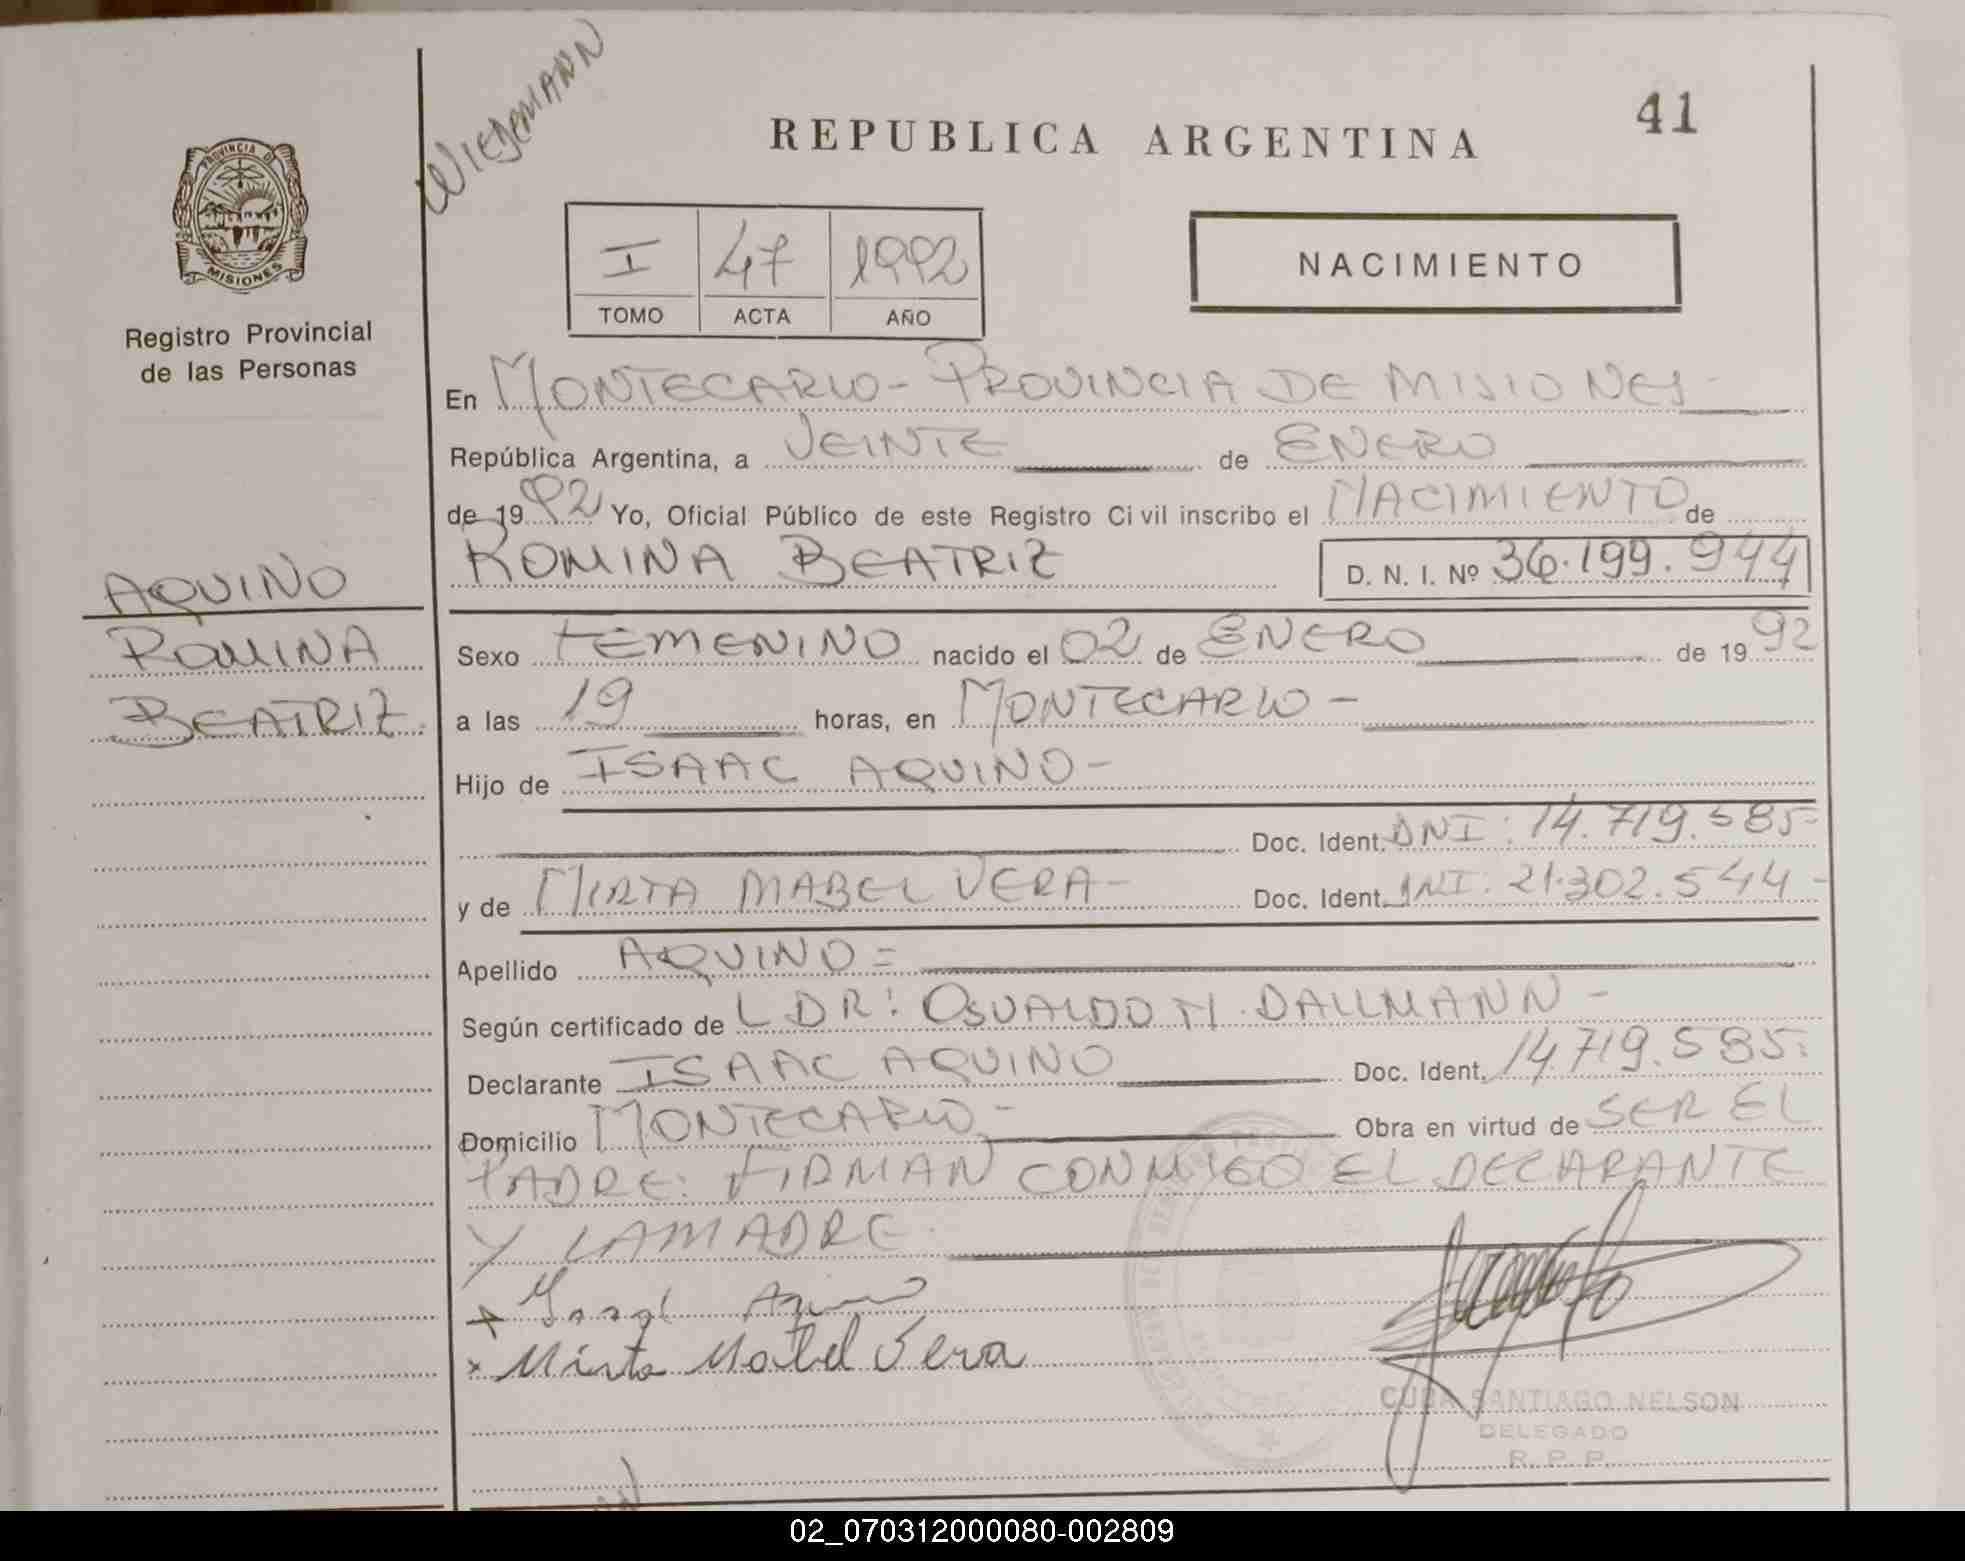 WIEDEMANN
41
REPUBLICA ARGENTINA
PROVINCIA DE
MISIONES
Registro Provincial
de las Personas
I 47 1992
TOMO ACTA AÑO
NACIMIENTO
En MONTECARLO - PROVINCIA DE MISIONES -
República Argentina, a VEINTE de ENERO
de 1992 Yo, Oficial Público de este Registro Civil inscribo el NACIMIENTO de
ROMINA BEATRIZ D. N. I. Nº 36.199.944
AQUINO
ROMINA
BEATRIZ.
Sexo FEMENINO nacido el 02 de ENERO de 1992
a las 19 horas, en MONTECARLO -
Hijo de ISAAC AQUINO -
Doc. Ident. DNI: 14.719.585-
y de MIRTA MABEL VERA - Doc. Ident. DNI: 21.302.544 -
Apellido AQUINO =
Según certificado de L DR: OSVALDO M. DALLMANN -
Declarante ISAAC AQUINO Doc. Ident. 14.719.585.
Domicilio MONTECARLO - Obra en virtud de SER EL
PADRE: FIRMAN CONMIGO EL DECLARANTE
Y LA MADRE.
x Isaac Aquino
x Mirta Mabel Vera
CUBA SANTIAGO NELSON
DELEGADO
R. P. P.
02_070312000080-002809